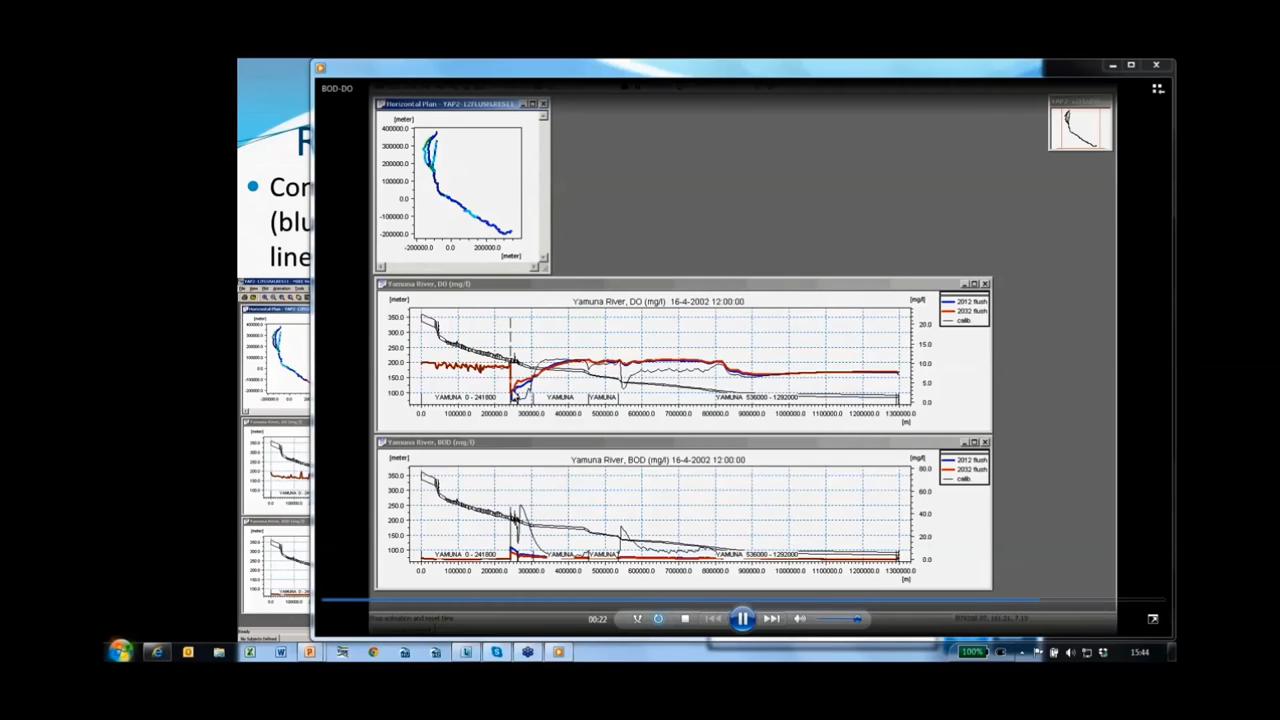 BOD-DO
Horizontal Plan - YAP2-12FLUSH.RES11
[meter]
400000.0
300000.0
200000.0
100000.0
0.0
-100000.0
-200000.0
-200000.0 0.0 200000.0
[meter]
R
Con
(blu
line
Yamuna River, DO (mg/l)
[meter] Yamuna River, DO (mg/l) 16-4-2002 12:00:00 [mg/l]
2012 flush
2032 flush
calib
350.0
300.0
250.0
200.0
150.0
100.0
20.0
15.0
10.0
5.0
0.0
YAMUNA 0 - 241800 YAMUNA YAMUNA YAMUNA 536000 - 1292000
0.0 100000.0 200000.0 300000.0 400000.0 500000.0 600000.0 700000.0 800000.0 900000.0 1000000.0 1100000.0 1200000.0 1300000.0
[m]
Yamuna River, BOD (mg/l)
[meter] Yamuna River, BOD (mg/l) 16-4-2002 12:00:00 [mg/l]
2012 flush
2032 flush
calib
350.0
300.0
250.0
200.0
150.0
100.0
80.0
60.0
40.0
20.0
0.0
YAMUNA 0 - 241800 YAMUNA YAMUNA YAMUNA 536000 - 1292000
0.0 100000.0 200000.0 300000.0 400000.0 500000.0 600000.0 700000.0 800000.0 900000.0 1000000.0 1100000.0 1200000.0 1300000.0
[m]
00:22
100%
15:44